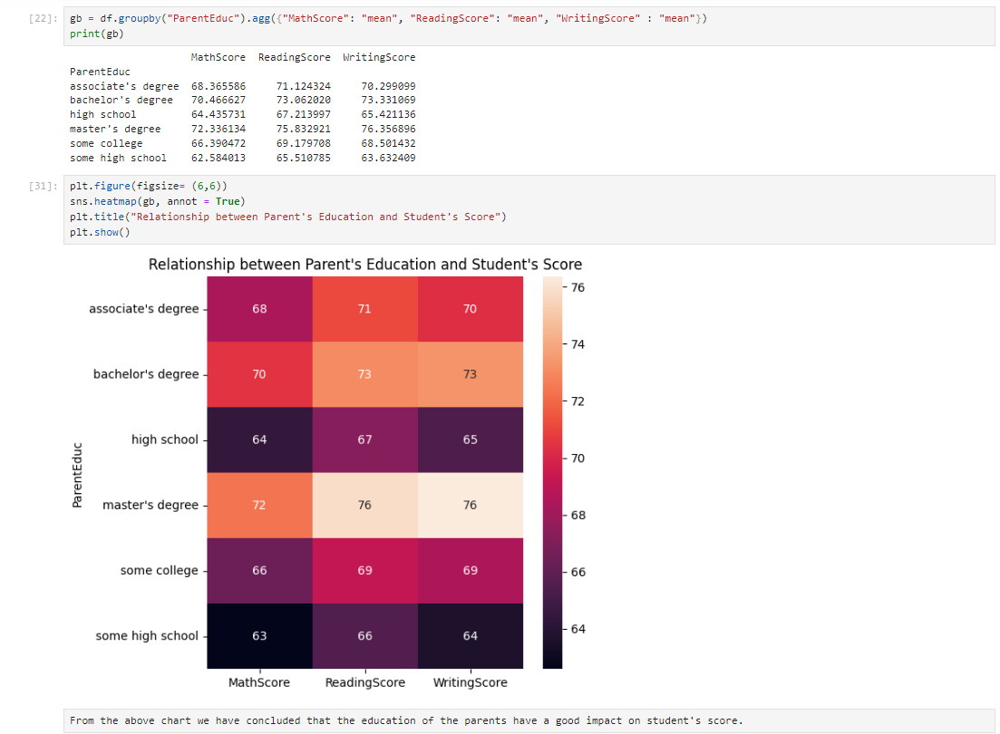 [22]: gb = df.groupby("ParentEduc").agg({"MathScore": "mean", "ReadingScore": "mean", "WritingScore" : "mean"})
print(gb)
MathScore ReadingScore WritingScore
ParentEduc
associate's degree 68.365586 71.124324 70.299099
bachelor's degree 70.466627 73.062020 73.331069
high school 64.435731 67.213997 65.421136
master's degree 72.336134 75.832921 76.356896
some college 66.390472 69.179708 68.501432
some high school 62.584013 65.510785 63.632409
[31]: plt.figure(figsize= (6,6))
sns.heatmap(gb, annot = True)
plt.title("Relationship between Parent's Education and Student's Score")
plt.show()
Relationship between Parent's Education and Student's Score
associate's degree 68 71 70
bachelor's degree 70 73 73
high school 64 67 65
master's degree 72 76 76
some college 66 69 69
some high school 63 66 64
ParentEduc
MathScore ReadingScore WritingScore
76
74
72
70
68
66
64
From the above chart we have concluded that the education of the parents have a good impact on student's score.